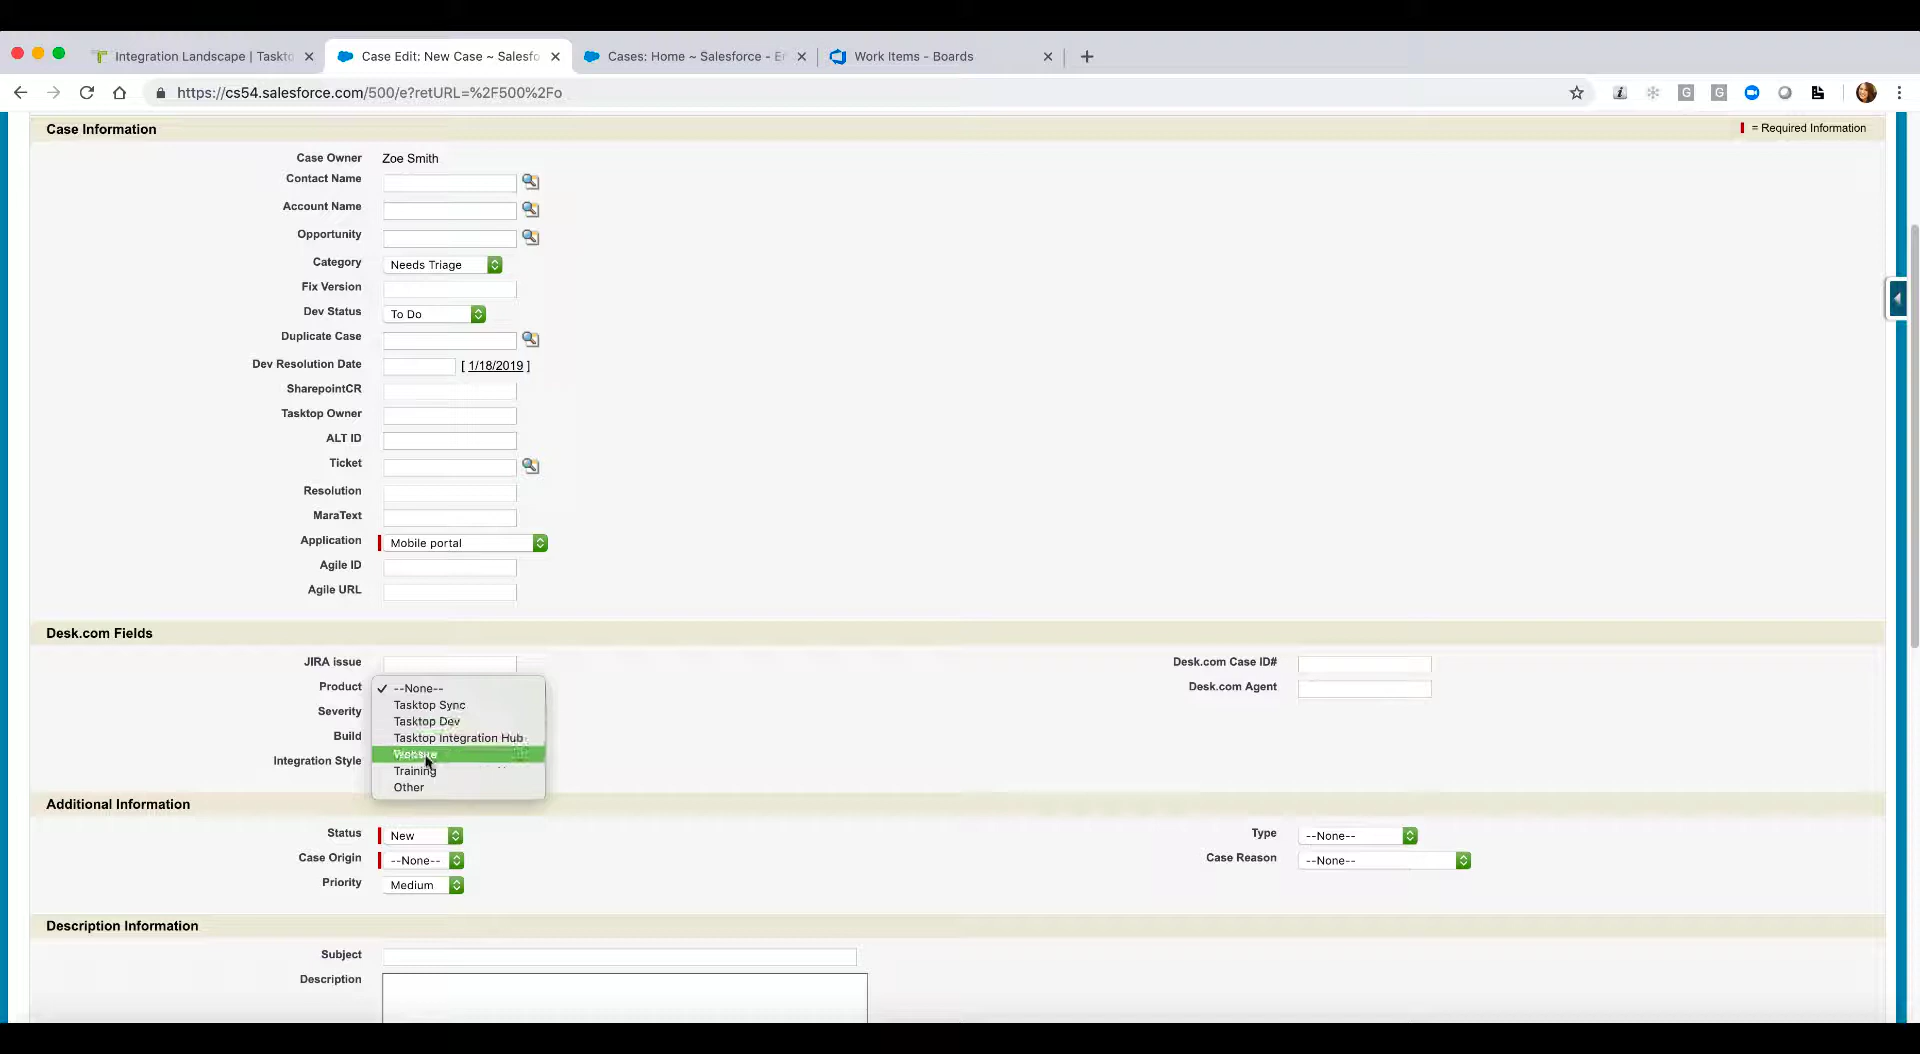 Integration Landscape | Taskto
Case Edit: New Case ~ Salesfo
Cases: Home ~ Salesforce - En
Work Items - Boards
https://cs54.salesforce.com/500/e?retURL=%2F500%2Fo
Case Information
= Required Information
Case Owner Zoe Smith
Contact Name
Account Name
Opportunity
Category Needs Triage
Fix Version
Dev Status To Do
Duplicate Case
Dev Resolution Date [ 1/18/2019 ]
SharepointCR
Tasktop Owner
ALT ID
Ticket
Resolution
MaraText
Application Mobile portal
Agile ID
Agile URL
Desk.com Fields
JIRA issue
Desk.com Case ID#
Product
Desk.com Agent
Severity
Build
Integration Style
--None--
Tasktop Sync
Tasktop Dev
Tasktop Integration Hub
Website
Training
Other
Additional Information
Status New
Type --None--
Case Origin --None--
Case Reason --None--
Priority Medium
Description Information
Subject
Description